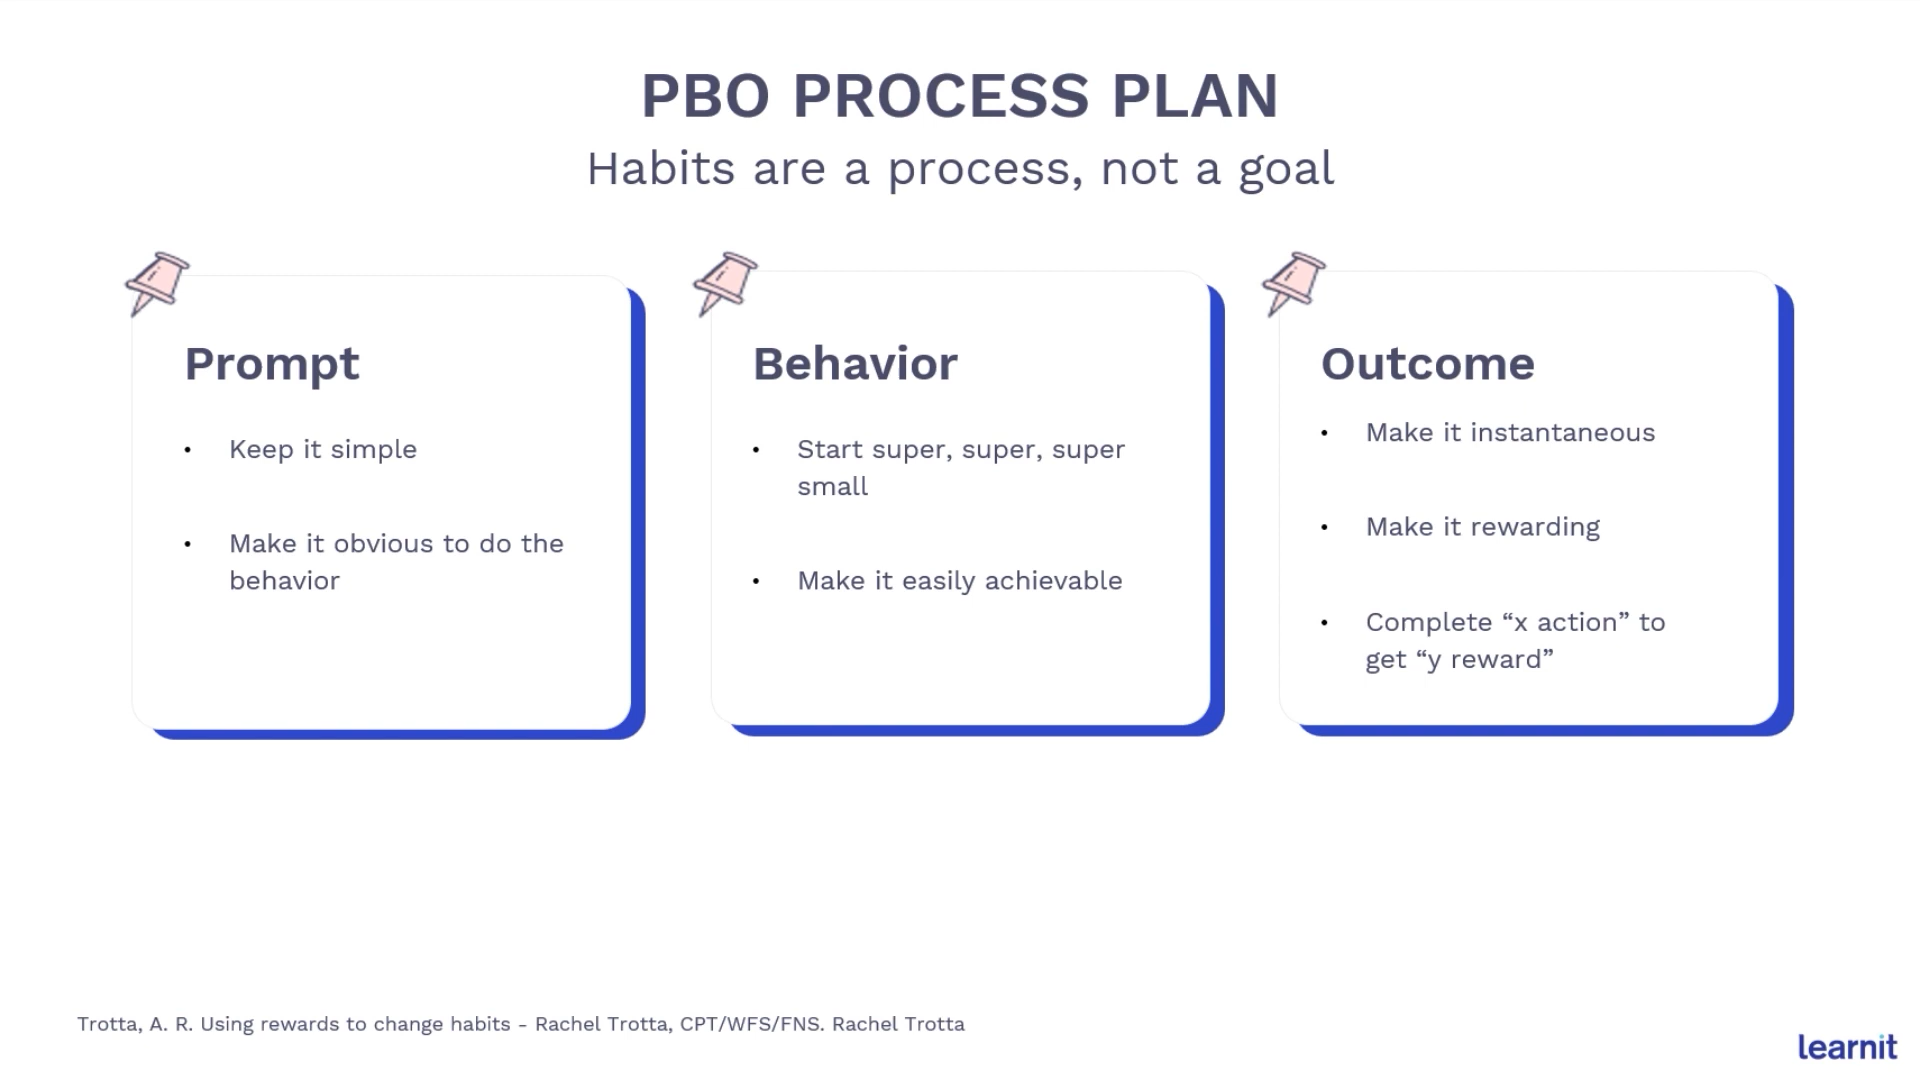 PBO PROCESS PLAN
Habits are a process, not a goal
Prompt
• Keep it simple
• Make it obvious to do the
behavior
Behavior
• Start super, super, super
small
• Make it easily achievable
Outcome
• Make it instantaneous
• Make it rewarding
• Complete “x action” to
get “y reward”
Trotta, A. R. Using rewards to change habits - Rachel Trotta, CPT/WFS/FNS. Rachel Trotta
learnit